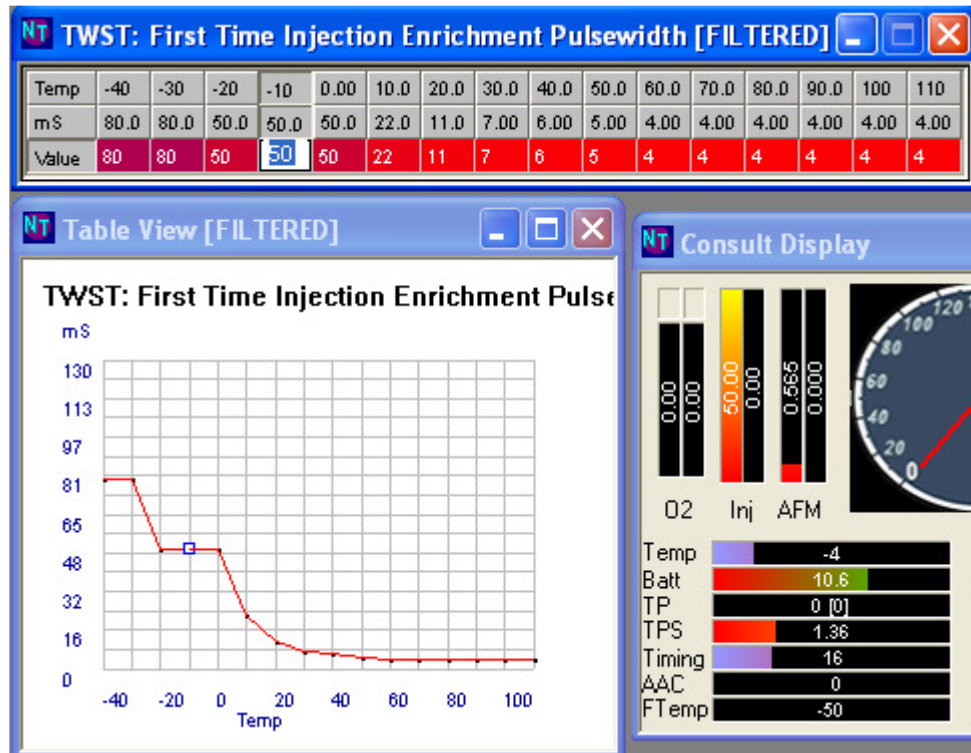 NT TWST: First Time Injection Enrichment Pulsewidth [FILTERED]
Temp -40 -30 -20 -10 0.00 10.0 20.0 30.0 40.0 50.0 60.0 70.0 80.0 90.0 100 110
mS 80.0 80.0 50.0 50.0 50.0 22.0 11.0 7.00 6.00 5.00 4.00 4.00 4.00 4.00 4.00 4.00
Value 80 80 50 50 50 22 11 7 6 5 4 4 4 4 4 4
NT Table View [FILTERED]
TWST: First Time Injection Enrichment Pulse
mS
130
113
97
81
65
48
32
16
0
-40 -20 0 20 40 60 80 100
Temp
NT Consult Display
0.00 0.00 50.00 0.00 0.565 0.000
O2 Inj AFM
120
100
80
60
40
20
0
Temp -4
Batt 10.6
TP 0 [0]
TPS 1.36
Timing 16
AAC 0
FTemp -50